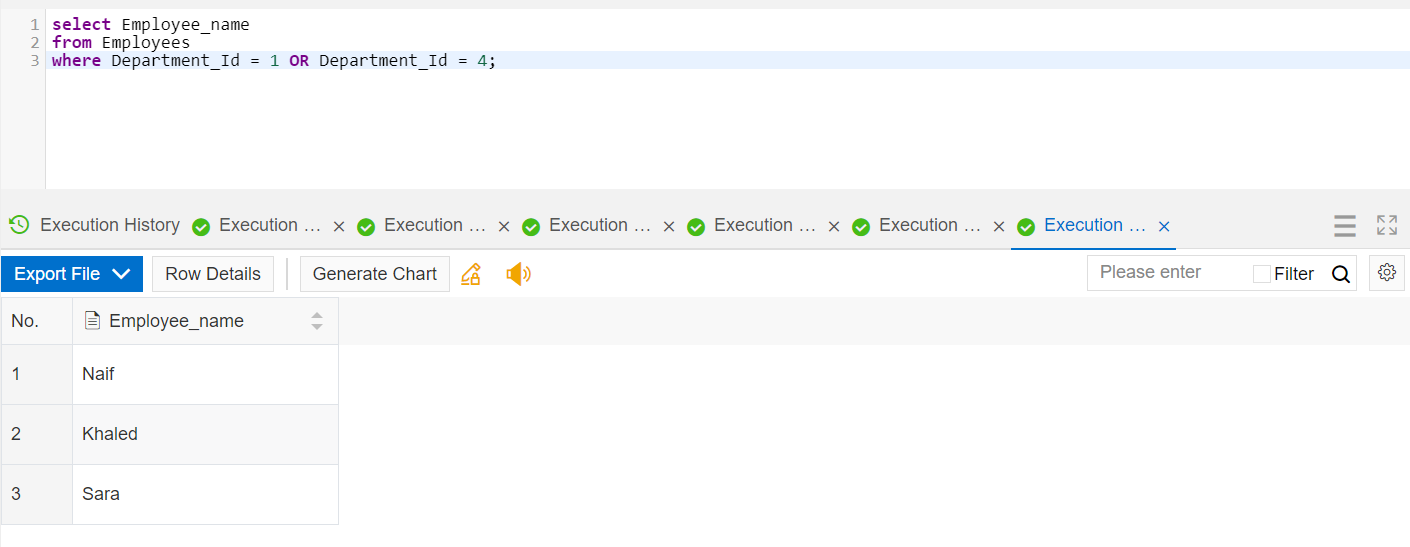 1 select Employee_name
2 from Employees
3 where Department_Id = 1 OR Department_Id = 4;
Execution History Execution ... Execution ... Execution ... Execution ... Execution ... Execution ...
Export File Row Details Generate Chart Please enter Filter
No. Employee_name
1 Naif
2 Khaled
3 Sara